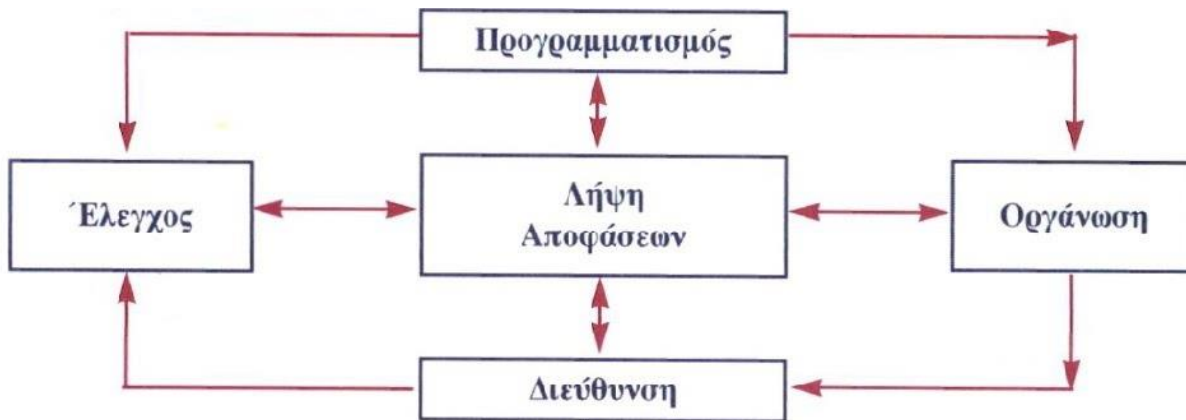 Προγραμματισμός
Έλεγχος
Λήψη
Αποφάσεων
Οργάνωση
Διεύθυνση